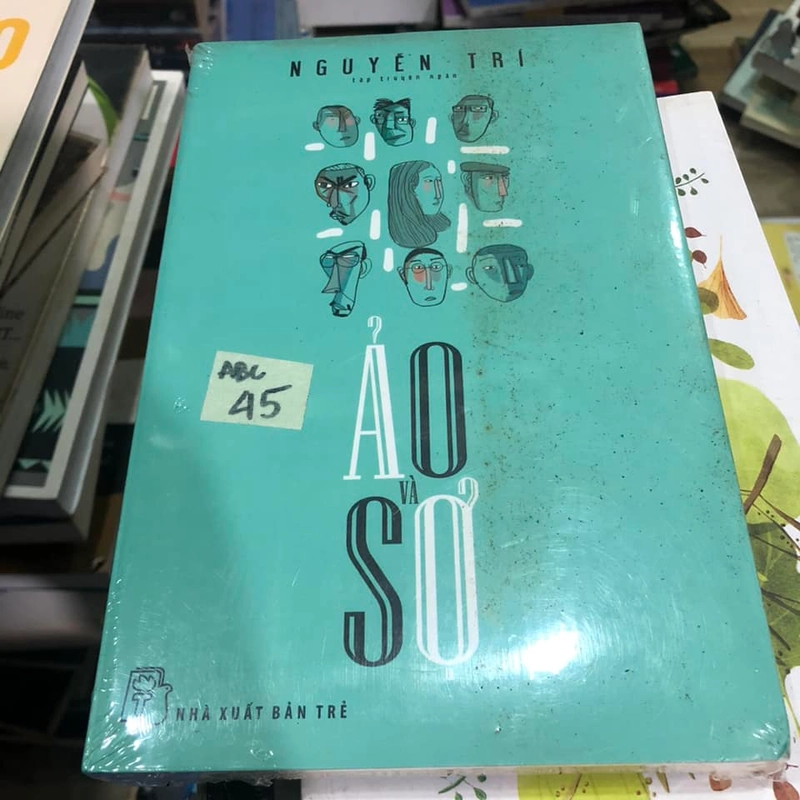 NGUYỄN TRÍ
tập truyện ngắn
ẢO
VÀ
SỢ
ABC
45
NHÀ XUẤT BẢN TRẺ